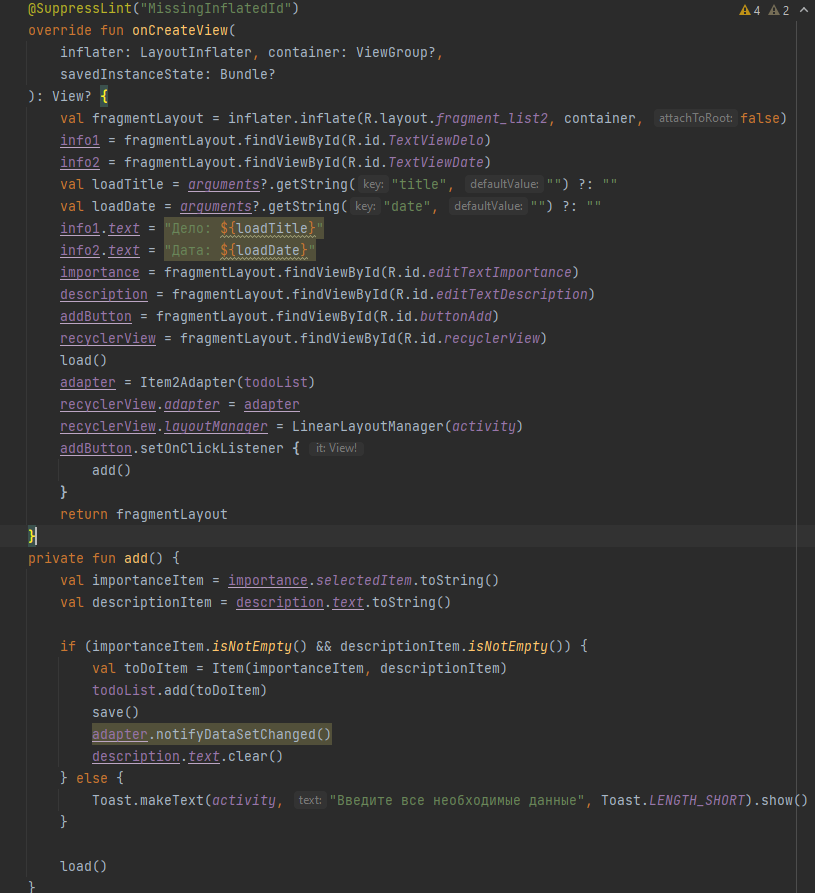 @SuppressLint("MissingInflatedId")
4 2
override fun onCreateView(
inflater: LayoutInflater, container: ViewGroup?,
savedInstanceState: Bundle?
): View? {
val fragmentLayout = inflater.inflate(R.layout.fragment_list2, container, attachToRoot: false)
info1 = fragmentLayout.findViewById(R.id.TextViewDelo)
info2 = fragmentLayout.findViewById(R.id.TextViewDate)
val loadTitle = arguments?.getString( key: "title", defaultValue: "") ?: ""
val loadDate = arguments?.getString( key: "date", defaultValue: "") ?: ""
info1.text = "Дело: ${loadTitle}"
info2.text = "Дата: ${loadDate}"
importance = fragmentLayout.findViewById(R.id.editTextImportance)
description = fragmentLayout.findViewById(R.id.editTextDescription)
addButton = fragmentLayout.findViewById(R.id.buttonAdd)
recyclerView = fragmentLayout.findViewById(R.id.recyclerView)
load()
adapter = Item2Adapter(todoList)
recyclerView.adapter = adapter
recyclerView.layoutManager = LinearLayoutManager(activity)
addButton.setOnClickListener { it: View!
add()
}
return fragmentLayout
}
private fun add() {
val importanceItem = importance.selectedItem.toString()
val descriptionItem = description.text.toString()
if (importanceItem.isNotEmpty() && descriptionItem.isNotEmpty()) {
val toDoItem = Item(importanceItem, descriptionItem)
todoList.add(toDoItem)
save()
adapter.notifyDataSetChanged()
description.text.clear()
} else {
Toast.makeText(activity, text: "Введите все необходимые данные", Toast.LENGTH_SHORT).show()
}
load()
}